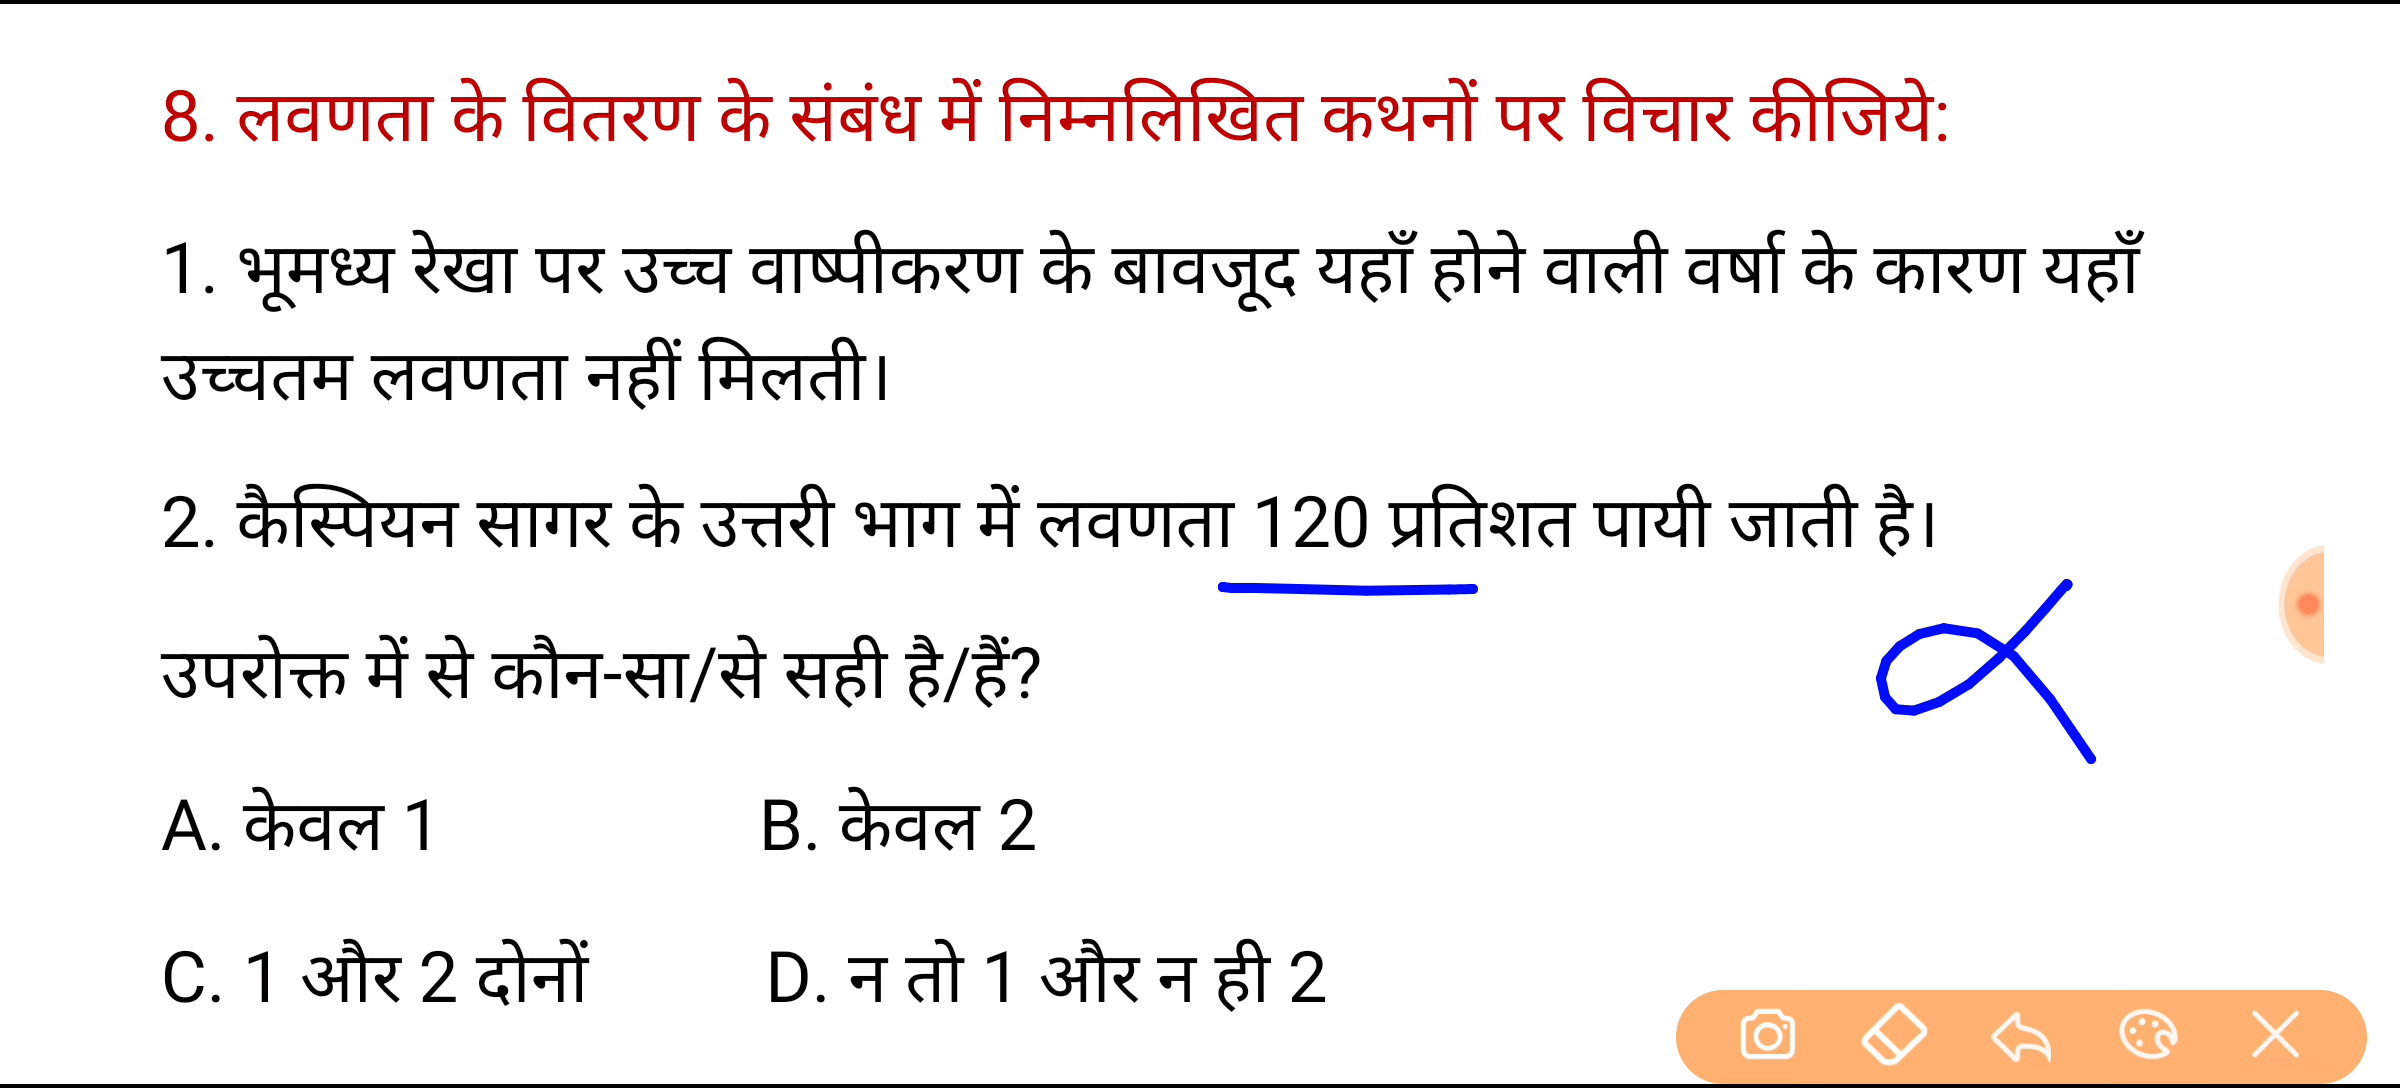 8. लवणता के वितरण के संबंध में निम्नलिखित कथनों पर विचार कीजिये:
1. भूमध्य रेखा पर उच्च वाष्पीकरण के बावजूद यहाँ होने वाली वर्षा के कारण यहाँ
उच्चतम लवणता नहीं मिलती।
2. कैस्पियन सागर के उत्तरी भाग में लवणता 120 प्रतिशत पायी जाती है।
उपरोक्त में से कौन-सा/से सही है/हैं?
A. केवल 1 B. केवल 2
C. 1 और 2 दोनों D. न तो 1 और न ही 2